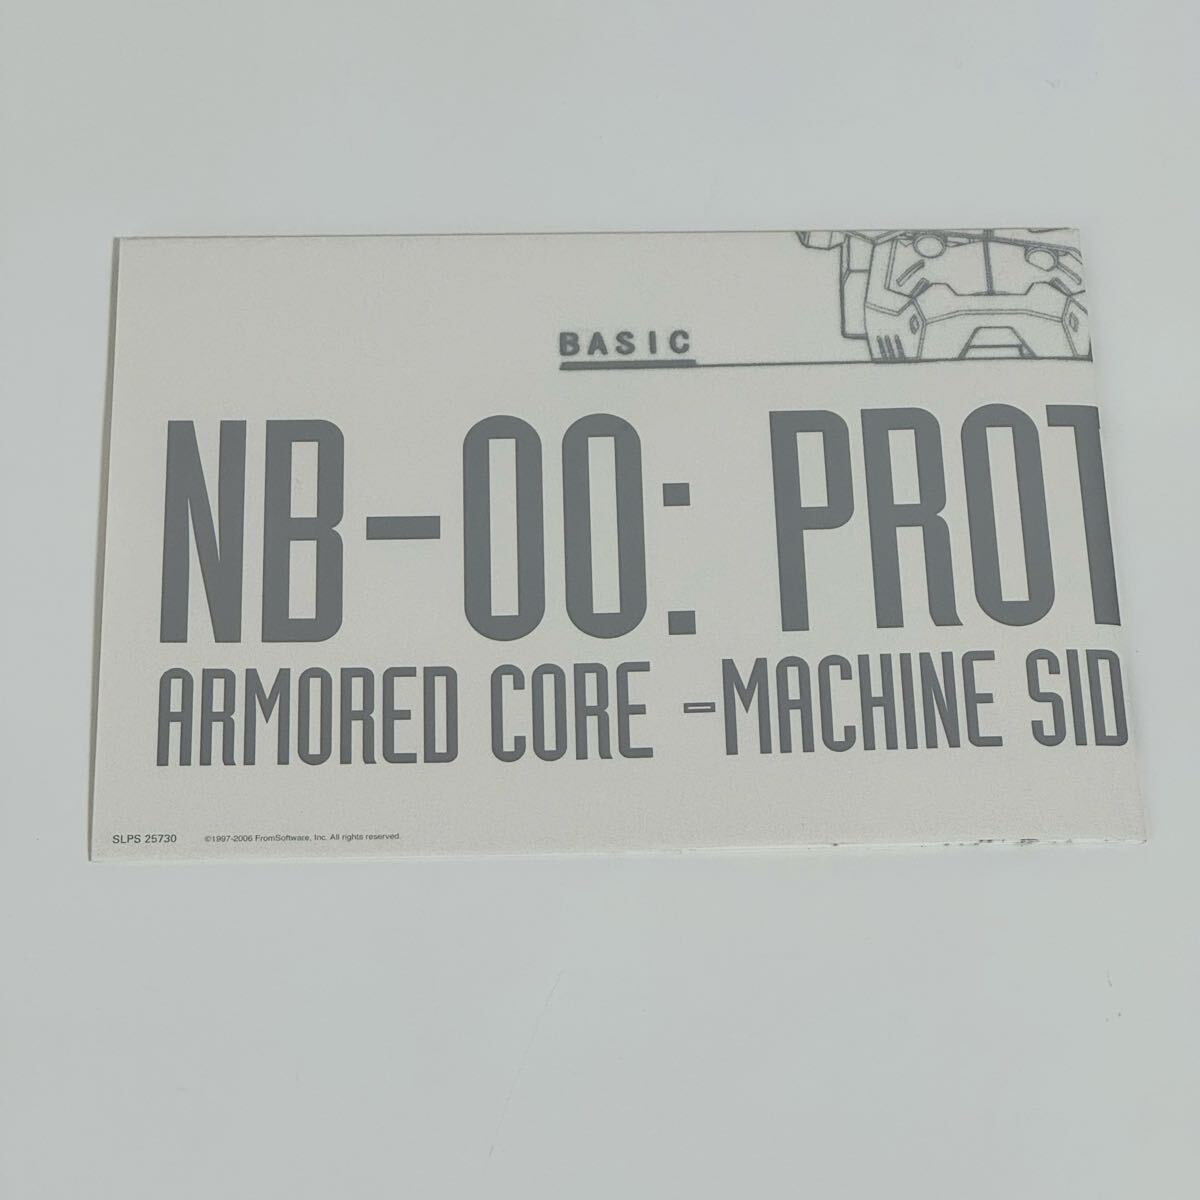 BASIC
NB-00: PROT
ARMORED CORE -MACHINE SID
SLPS 25730 ©1997-2006 FromSoftware, Inc. All rights reserved.